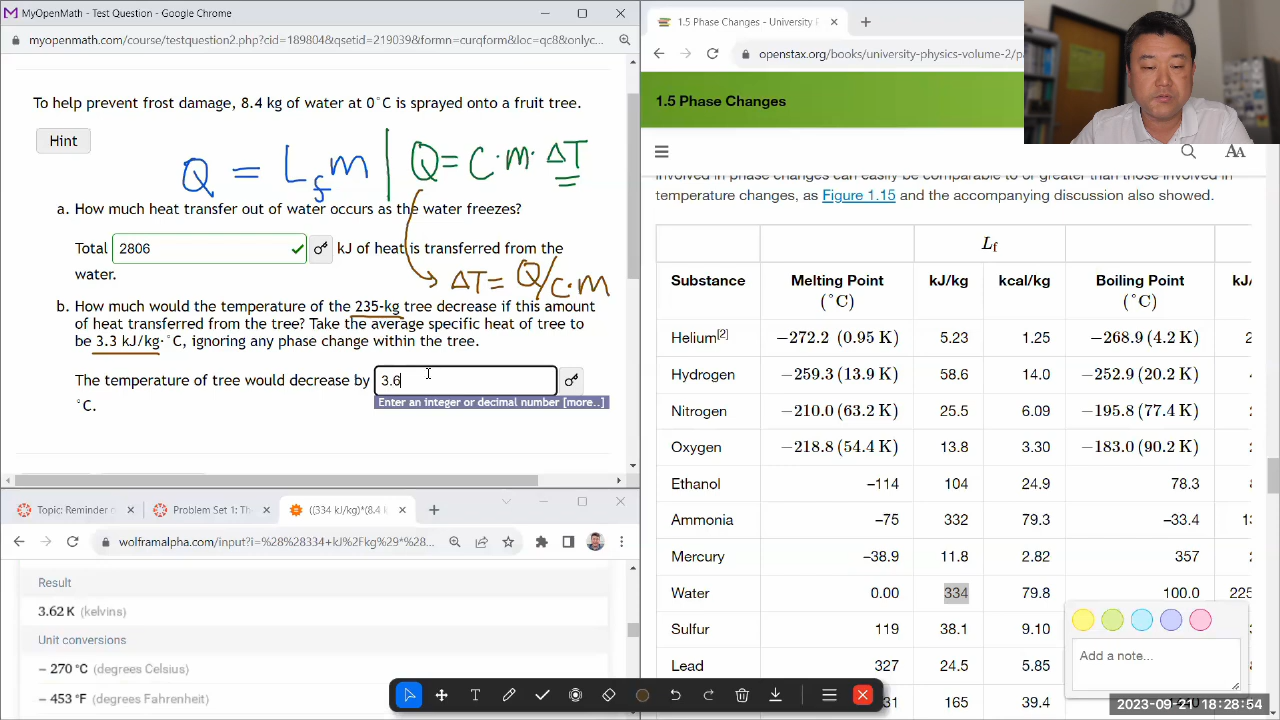 MyOpenMath - Test Question - Google Chrome
myopenmath.com/course/testquestion2.php?cid=189804&qsetid=219039&formn=curqform&loc=qc8&onlyc...
To help prevent frost damage, 8.4 kg of water at 0°C is sprayed onto a fruit tree.
Hint
Q = Lf m | Q = C·m·ΔT
a. How much heat transfer out of water occurs as the water freezes?
Total 2806 kJ of heat is transferred from the
water.
ΔT = Q/C·m
b. How much would the temperature of the 235-kg tree decrease if this amount
of heat transferred from the tree? Take the average specific heat of tree to
be 3.3 kJ/kg·°C, ignoring any phase change within the tree.
The temperature of tree would decrease by 3.6
Enter an integer or decimal number [more..]
°C.
Topic: Reminder o
Problem Set 1: Th
((334 kJ/kg)*(8.4 k
wolframalpha.com/input?i=%28%28334+kJ%2Fkg%29*%28...
Result
3.62 K (kelvins)
Unit conversions
-270 °C (degrees Celsius)
-453 °F (degrees Fahrenheit)
1.5 Phase Changes - University P
openstax.org/books/university-physics-volume-2/pa
1.5 Phase Changes
AA
involved in phase changes can easily be comparable to or greater than those involved in
temperature changes, as Figure 1.15 and the accompanying discussion also showed.
Lf
Substance Melting Point (°C) kJ/kg kcal/kg Boiling Point (°C) kJ/
Helium[2] −272.2 (0.95 K) 5.23 1.25 −268.9 (4.2 K) 2
Hydrogen −259.3 (13.9 K) 58.6 14.0 −252.9 (20.2 K) 4
Nitrogen −210.0 (63.2 K) 25.5 6.09 −195.8 (77.4 K) 2
Oxygen −218.8 (54.4 K) 13.8 3.30 −183.0 (90.2 K) 2
Ethanol −114 104 24.9 78.3 8
Ammonia −75 332 79.3 −33.4 13
Mercury −38.9 11.8 2.82 357 2
Water 0.00 334 79.8 100.0 225
Sulfur 119 38.1 9.10
Lead 327 24.5 5.85
31 165 39.4
Add a note...
2023-09-21 18:28:54